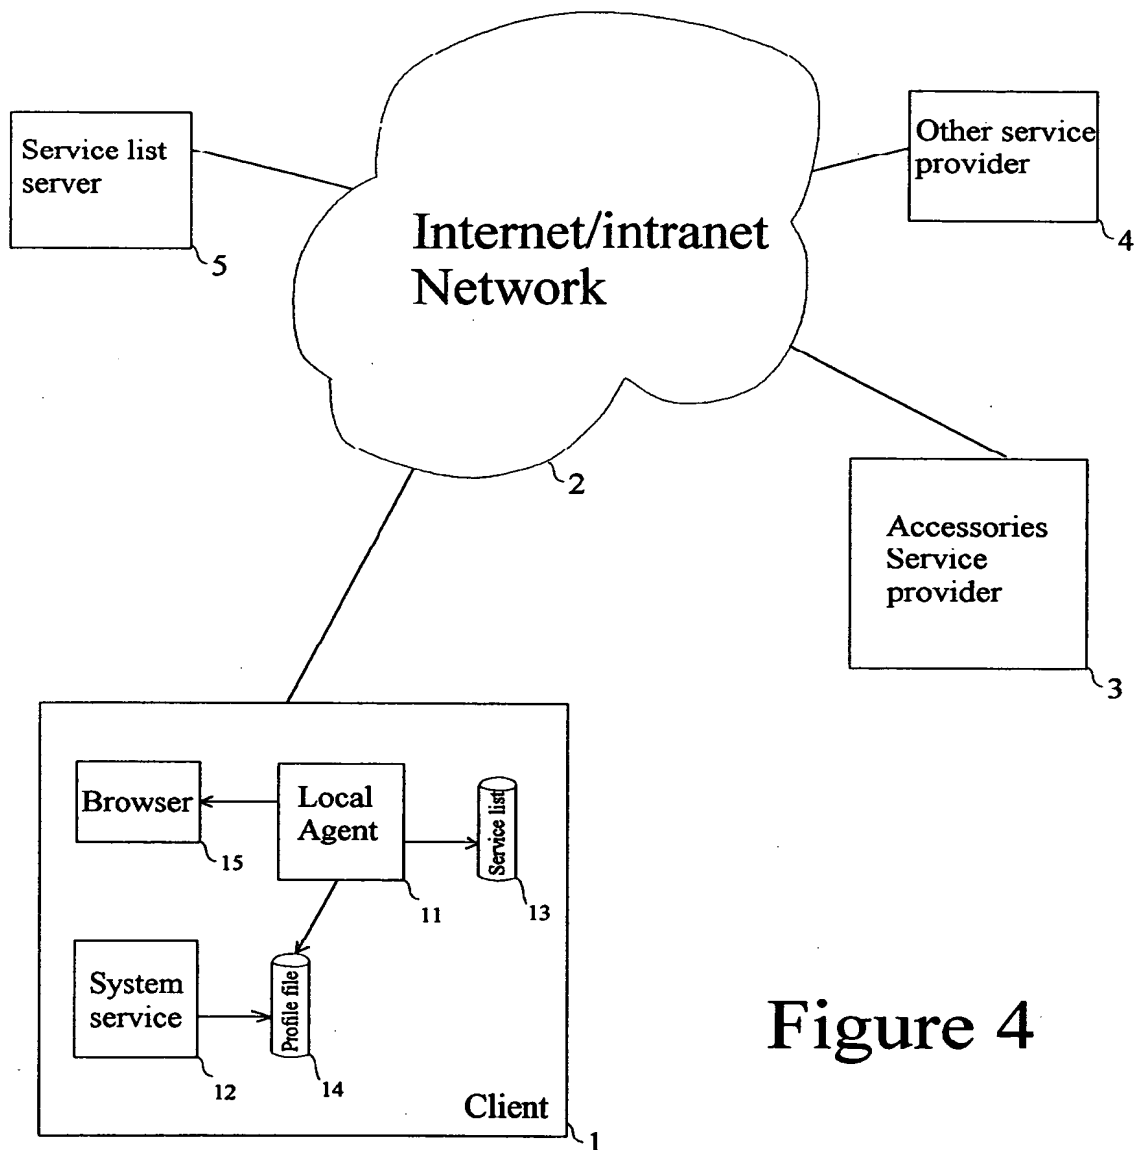 Service list
server
5
Other service
provider
4
Internet/intranet
Network
2
Accessories
Service
provider
3
Browser
15
Local
Agent
11
Service list
13
System
service
12
Profile file
14
Client
1
Figure 4